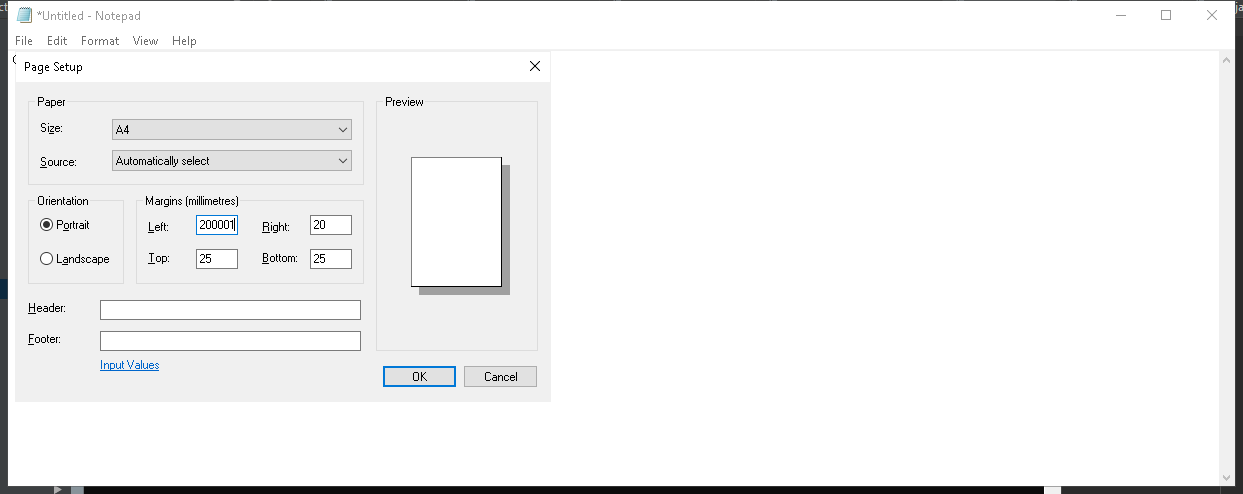 *Untitled - Notepad
File Edit Format View Help
Page Setup
Paper
Size: A4
Source: Automatically select
Orientation
Portrait
Landscape
Margins (millimetres)
Left: 200001 Right: 20
Top: 25 Bottom: 25
Header:
Footer:
Input Values
Preview
OK Cancel